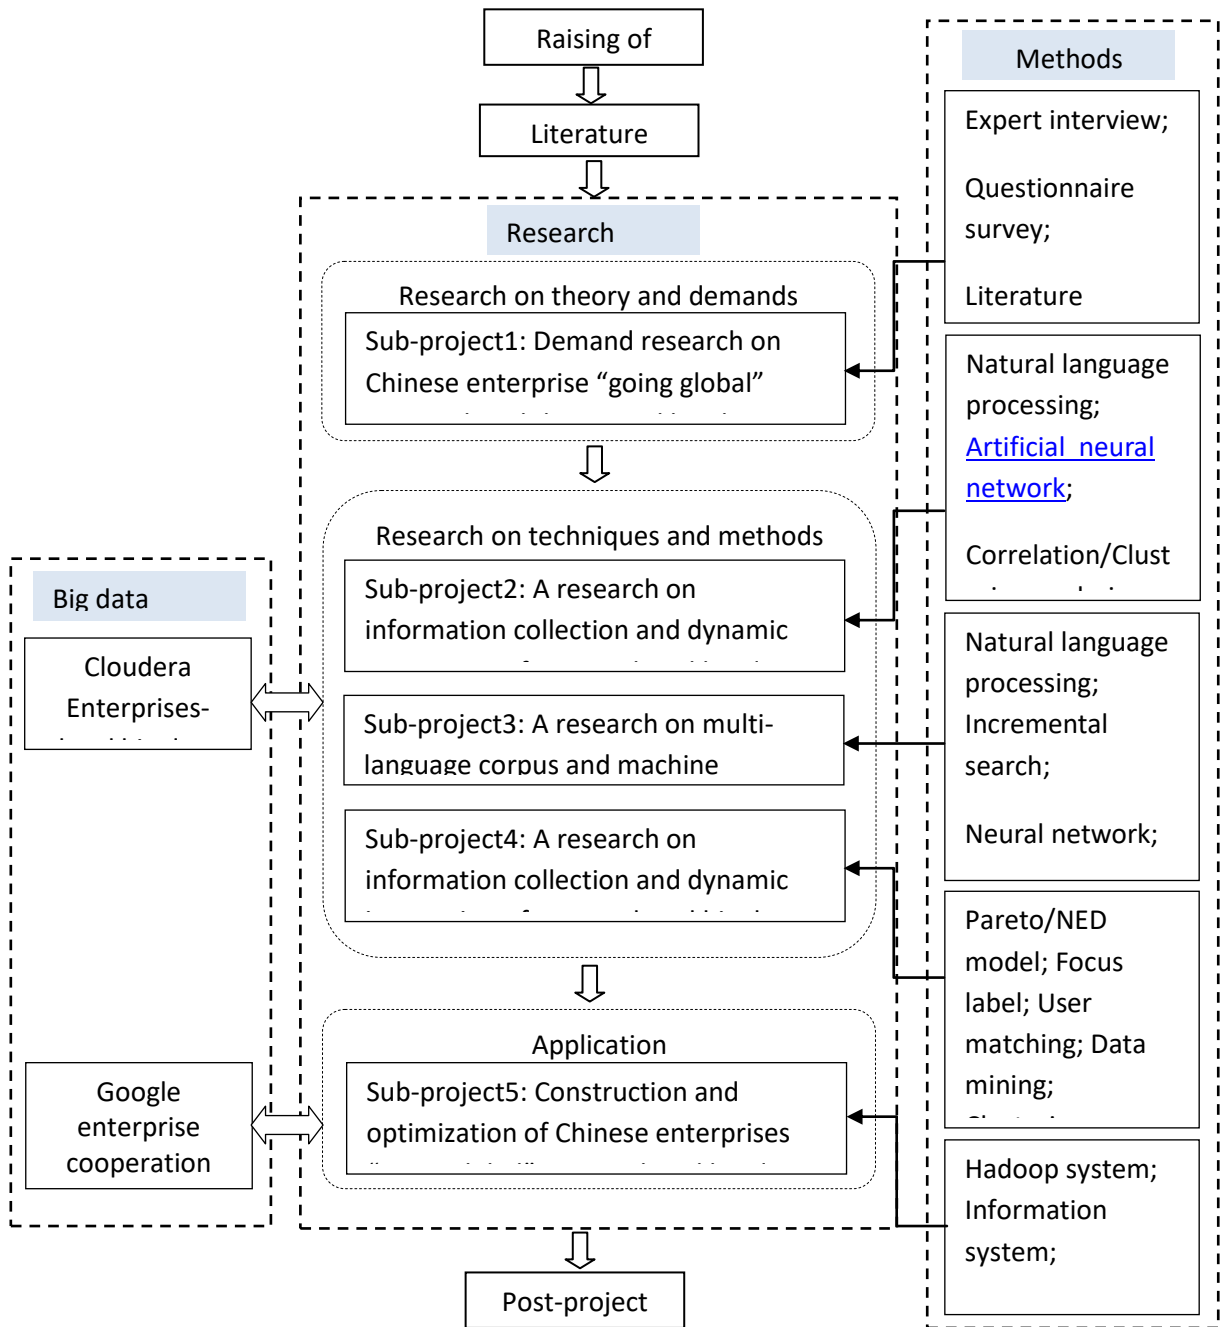 Raising of
Literature
Research
Research on theory and demands
Sub-project1: Demand research on
Chinese enterprise “going global”
Research on techniques and methods
Sub-project2: A research on
information collection and dynamic
Sub-project3: A research on multi-
language corpus and machine
Sub-project4: A research on
information collection and dynamic
Application
Sub-project5: Construction and
optimization of Chinese enterprises
Post-project
Big data
Cloudera
Enterprises-
Google
enterprise
cooperation
Methods
Expert interview;
Questionnaire
survey;
Literature
Natural language
processing;
Artificial neural
network;
Correlation/Clust
Natural language
processing;
Incremental
search;
Neural network;
Pareto/NED
model; Focus
label; User
matching; Data
mining;
Hadoop system;
Information
system;